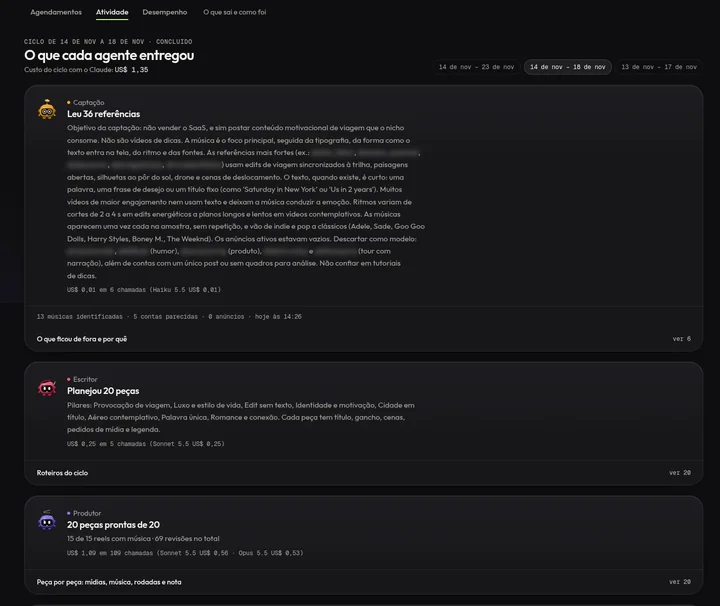 Agendamentos
Atividade
Desempenho
O que sai e como foi
CICLO DE 14 DE NOV A 18 DE NOV · CONCLUIDO
O que cada agente entregou
Custo do ciclo com o Claude: US$ 1,35
14 de nov – 23 de nov
14 de nov – 18 de nov
13 de nov – 17 de nov
Captação
Leu 36 referências
Objetivo da captação: não vender o SaaS, e sim postar conteúdo motivacional de viagem que o nicho
consome. Não são vídeos de dicas. A música é o foco principal, seguida da tipografia, da forma como o
texto entra na tela, do ritmo e das fontes. As referências mais fortes (ex.:
) usam edits de viagem sincronizados à trilha, paisagens
abertas, silhuetas ao pôr do sol, drone e cenas de deslocamento. O texto, quando existe, é curto: uma
palavra, uma frase de desejo ou um título fixo (como 'Saturday in New York' ou 'Us in 2 years'). Muitos
vídeos de maior engajamento nem usam texto e deixam a música conduzir a emoção. Ritmos variam de
cortes de 2 a 4 s em edits energéticos a planos longos e lentos em vídeos contemplativos. As músicas
aparecem uma vez cada na amostra, sem repetição, e vão de indie e pop a clássicos (Adele, Sade, Goo Goo
Dolls, Harry Styles, Boney M., The Weeknd). Os anúncios ativos estavam vazios. Descartar como modelo:
(humor), (produto), e (tour com
narração), além de contas com um único post ou sem quadros para análise. Não confiar em tutoriais
de dicas.
US$ 0,01 em 6 chamadas (Haiku 5.5 US$ 0,01)
13 músicas identificadas · 5 contas parecidas · 0 anúncios · hoje às 14:26
O que ficou de fora e por quê
ver 6
Escritor
Planejou 20 peças
Pilares: Provocação de viagem, Luxo e estilo de vida, Edit sem texto, Identidade e motivação, Cidade em
título, Aéreo contemplativo, Palavra única, Romance e conexão. Cada peça tem título, gancho, cenas,
pedidos de mídia e legenda.
US$ 0,25 em 5 chamadas (Sonnet 5.5 US$ 0,25)
Roteiros do ciclo
ver 20
Produtor
20 peças prontas de 20
15 de 15 reels com música · 69 revisões no total
US$ 1,09 em 109 chamadas (Sonnet 5.5 US$ 0,56 · Opus 5.5 US$ 0,53)
Peça por peça: mídias, música, rodadas e nota
ver 20